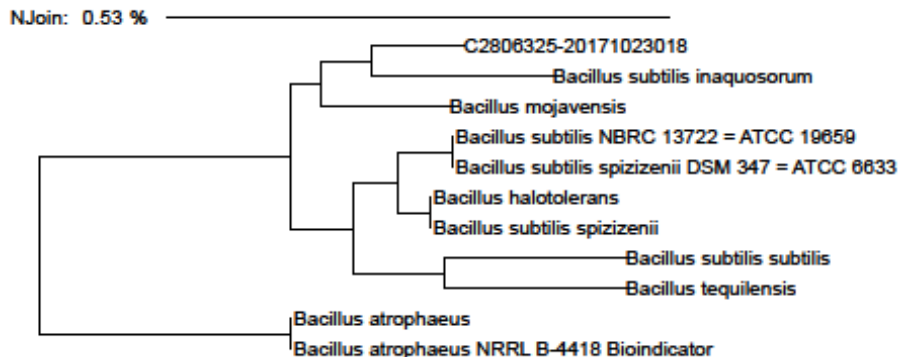 NJoin: 0.53 %
C2806325-20171023018
Bacillus subtilis inaquosorum
Bacillus mojavensis
Bacillus subtilis NBRC 13722 = ATCC 19659
Bacillus subtilis spizizenii DSM 347 = ATCC 6633
Bacillus halotolerans
Bacillus subtilis spizizenii
Bacillus subtilis subtilis
Bacillus tequilensis
Bacillus atrophaeus
Bacillus atrophaeus NRRL B-4418 Bioindicator